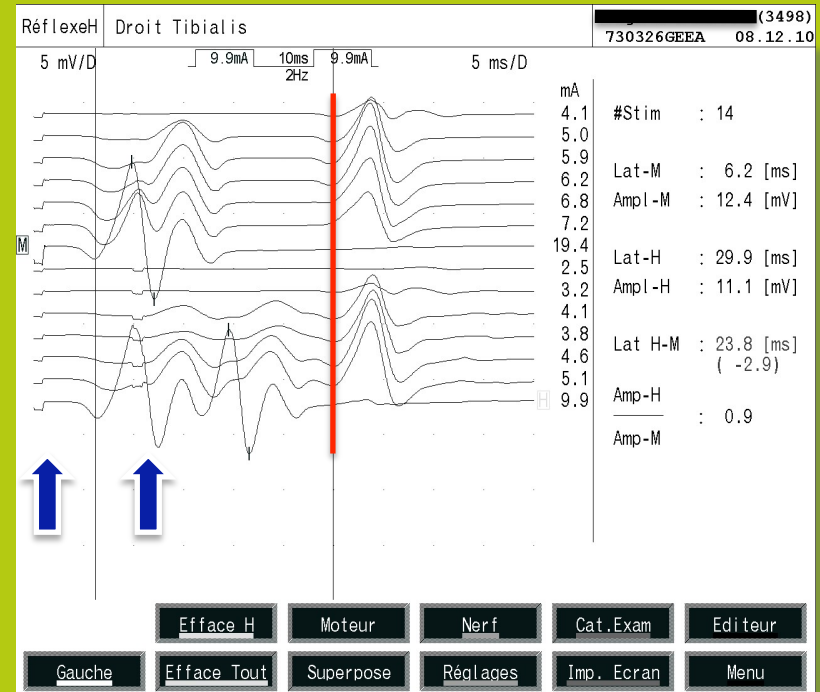 RéflexeH Droit Tibialis (3498)
730326GEEA 08.12.10
5 mV/D 9.9mA 10ms 9.9mA 5 ms/D
2Hz
mA
4.1
5.0
5.9
6.2
6.8
7.2
19.4
2.5
3.2
4.1
3.8
4.6
5.1
9.9
M
H
#Stim : 14
Lat-M : 6.2 [ms]
Ampl-M : 12.4 [mV]
Lat-H : 29.9 [ms]
Ampl-H : 11.1 [mV]
Lat H-M : 23.8 [ms]
( -2.9)
Amp-H
: 0.9
Amp-M
Efface H Moteur Nerf Cat.Exam Editeur
Gauche Efface Tout Superpose Réglages Imp. Ecran Menu